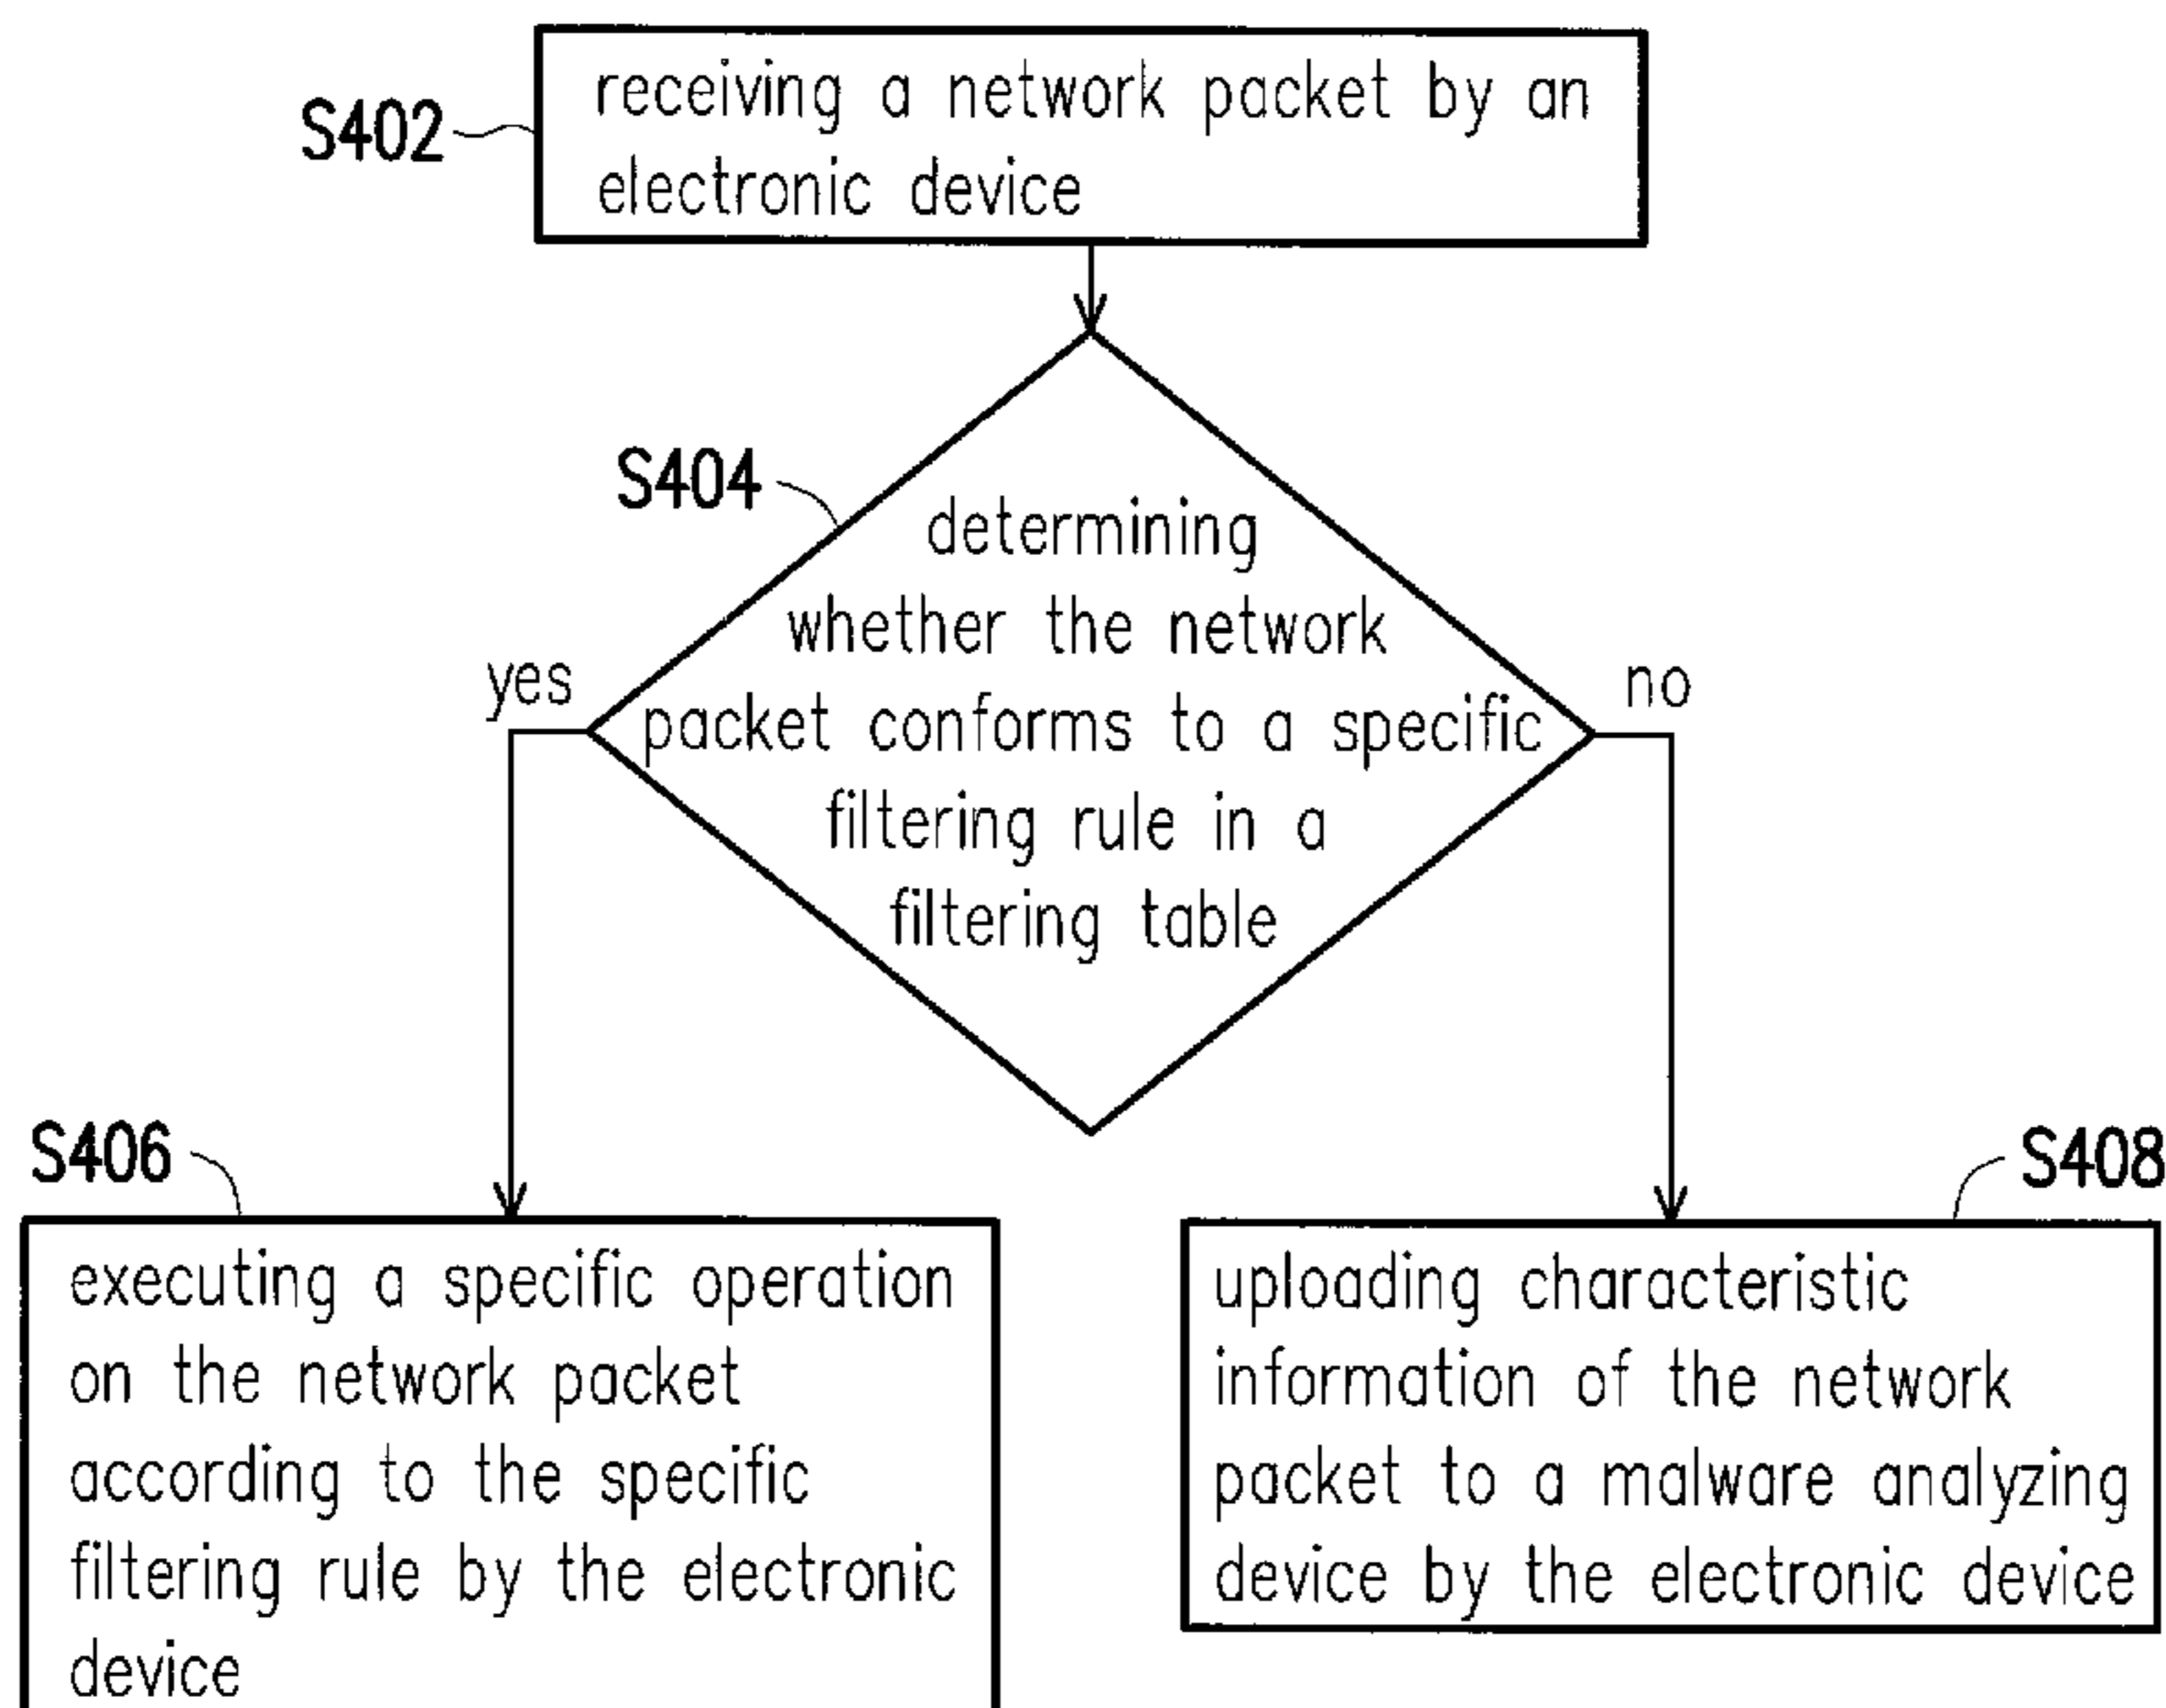 S402
receiving a network packet by an
electronic device
S404
determining
whether the network
packet conforms to a specific
filtering rule in a
filtering table
yes
no
S406
executing a specific operation
on the network packet
according to the specific
filtering rule by the electronic
device
S408
uploading characteristic
information of the network
packet to a malware analyzing
device by the electronic device